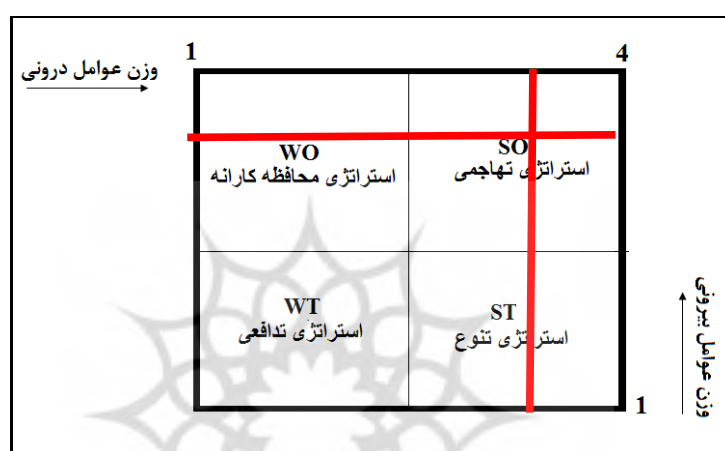 1
4
وزن عوامل درونی
WO
استراتژی محافظه کارانه
SO
استراتژی تهاجمی
WT
استراتژی تدافعی
ST
استراتژی تنوع
وزن عوامل بیرونی
1